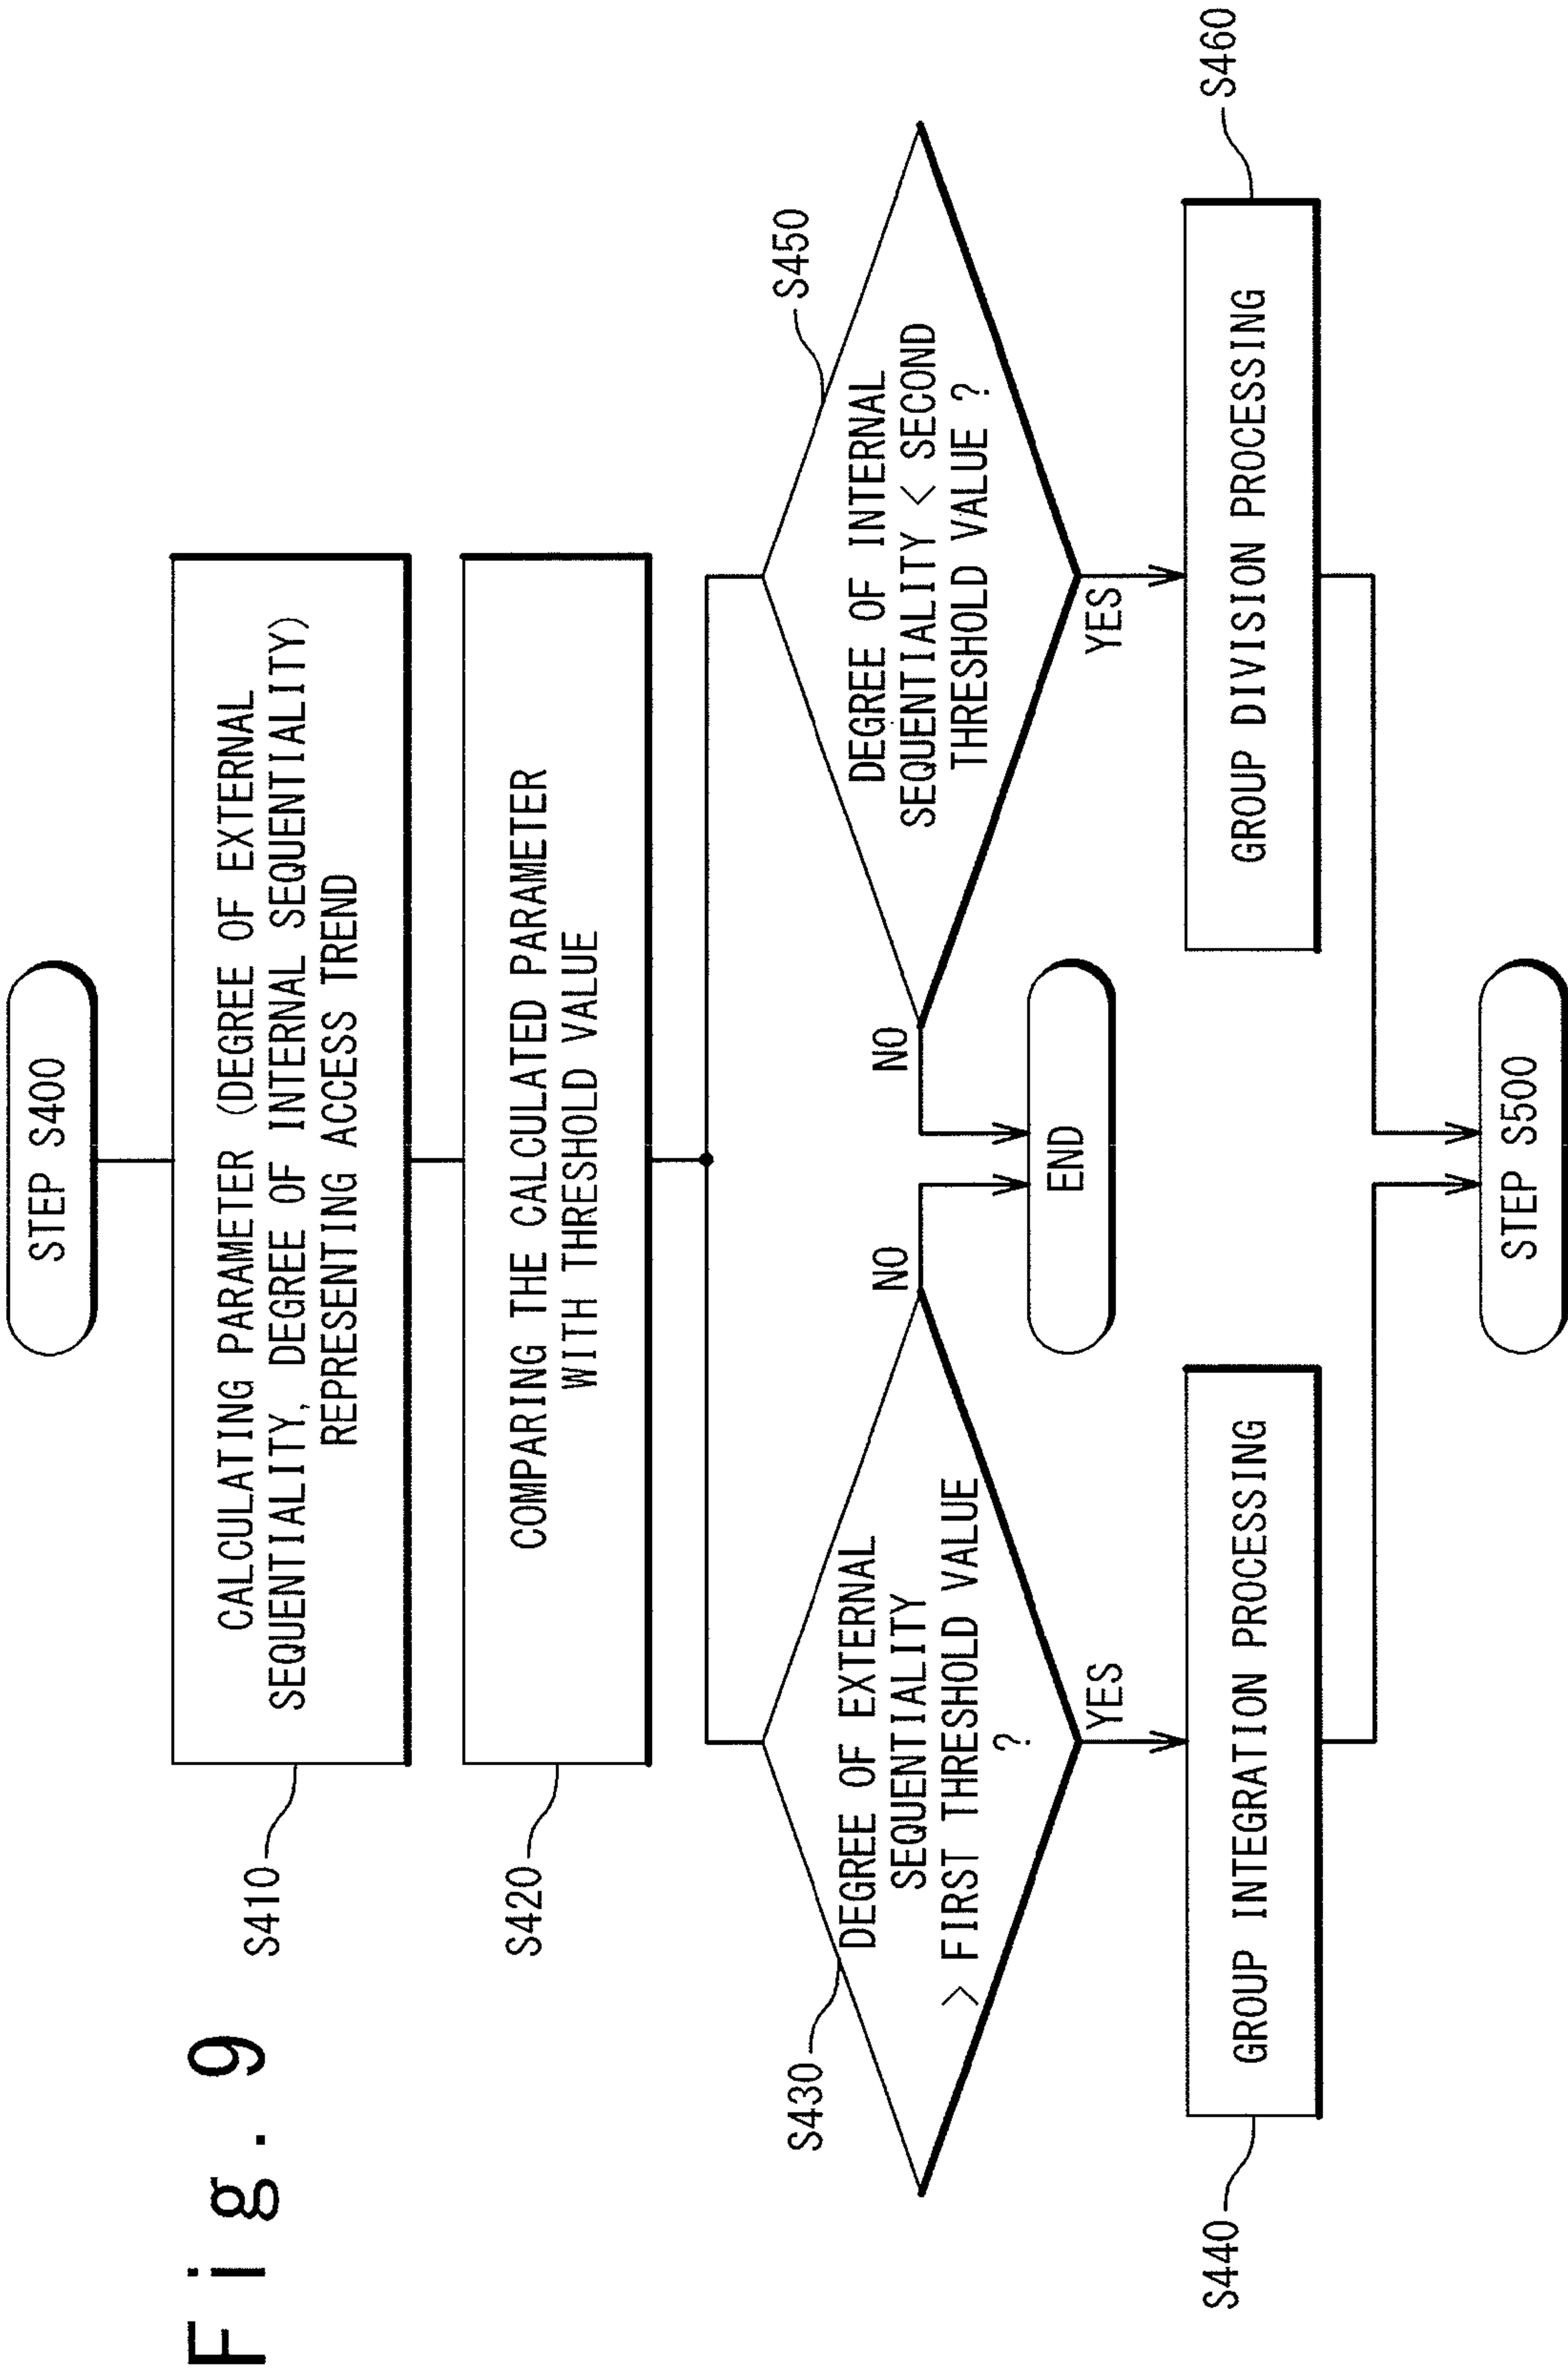 Fig. 9
STEP S400
S410
CALCULATING PARAMETER (DEGREE OF EXTERNAL
SEQUENTIALITY, DEGREE OF INTERNAL SEQUENTIALITY)
REPRESENTING ACCESS TREND
S420
COMPARING THE CALCULATED PARAMETER
WITH THRESHOLD VALUE
S430
DEGREE OF EXTERNAL
SEQUENTIALITY
> FIRST THRESHOLD VALUE
?
NO
YES
S450
DEGREE OF INTERNAL
SEQUENTIALITY < SECOND
THRESHOLD VALUE ?
NO
YES
END
S440
GROUP INTEGRATION PROCESSING
S460
GROUP DIVISION PROCESSING
STEP S500